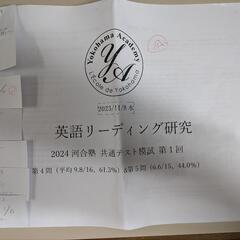 Yokohama Academy
YA
L'École de Yokohama
2023/11/8 水
英語リーディング研究
2024 河合塾 共通テスト模試 第1回
第4問（平均9.8/16, 61.3%）&第5問（6.6/15, 44.0%）